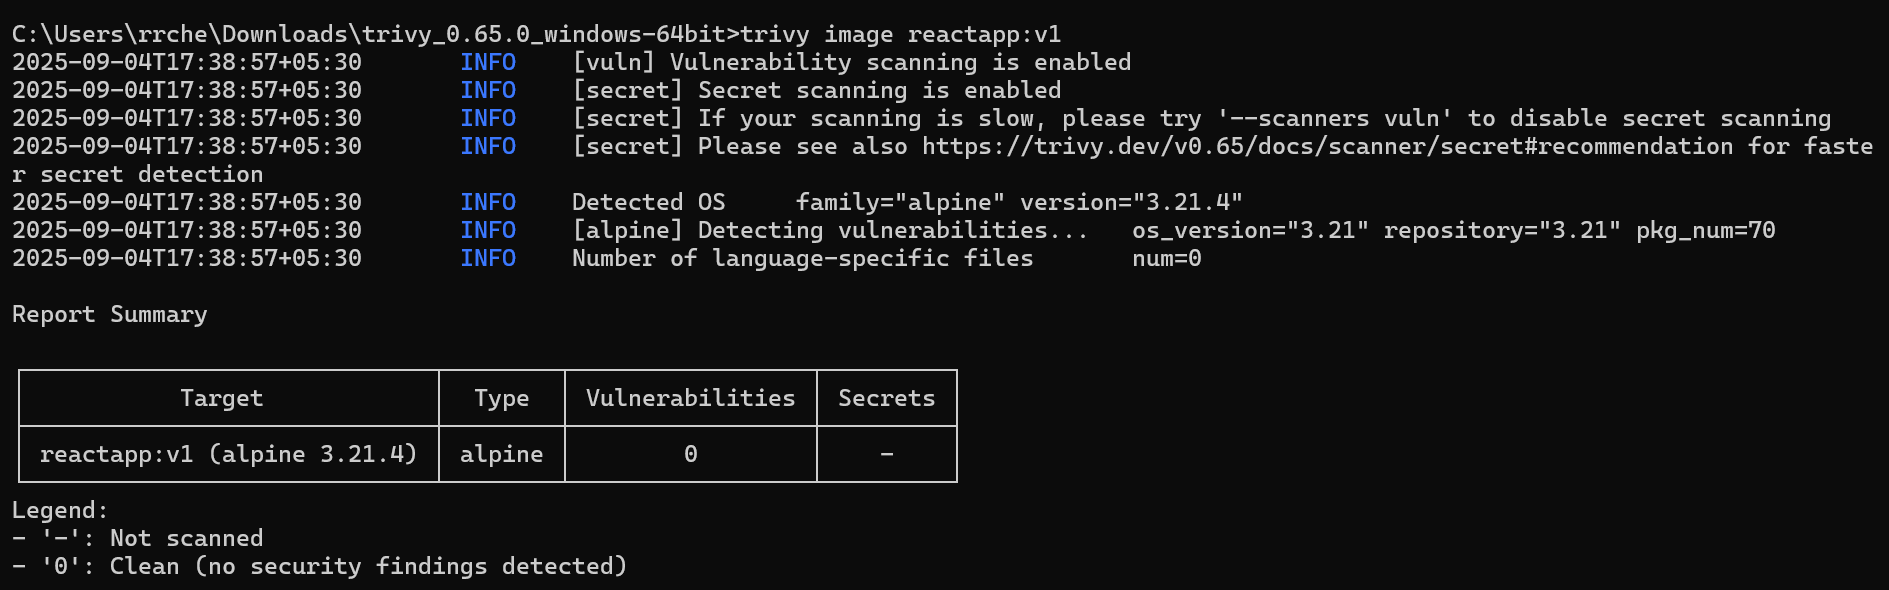 C:\Users\rrche\Downloads\trivy_0.65.0_windows-64bit>trivy image reactapp:v1
2025-09-04T17:38:57+05:30 INFO [vuln] Vulnerability scanning is enabled
2025-09-04T17:38:57+05:30 INFO [secret] Secret scanning is enabled
2025-09-04T17:38:57+05:30 INFO [secret] If your scanning is slow, please try '--scanners vuln' to disable secret scanning
2025-09-04T17:38:57+05:30 INFO [secret] Please see also https://trivy.dev/v0.65/docs/scanner/secret#recommendation for faste
r secret detection
2025-09-04T17:38:57+05:30 INFO Detected OS family="alpine" version="3.21.4"
2025-09-04T17:38:57+05:30 INFO [alpine] Detecting vulnerabilities... os_version="3.21" repository="3.21" pkg_num=70
2025-09-04T17:38:57+05:30 INFO Number of language-specific files num=0
Report Summary
Target Type Vulnerabilities Secrets
reactapp:v1 (alpine 3.21.4) alpine 0 -
Legend:
- '-': Not scanned
- '0': Clean (no security findings detected)